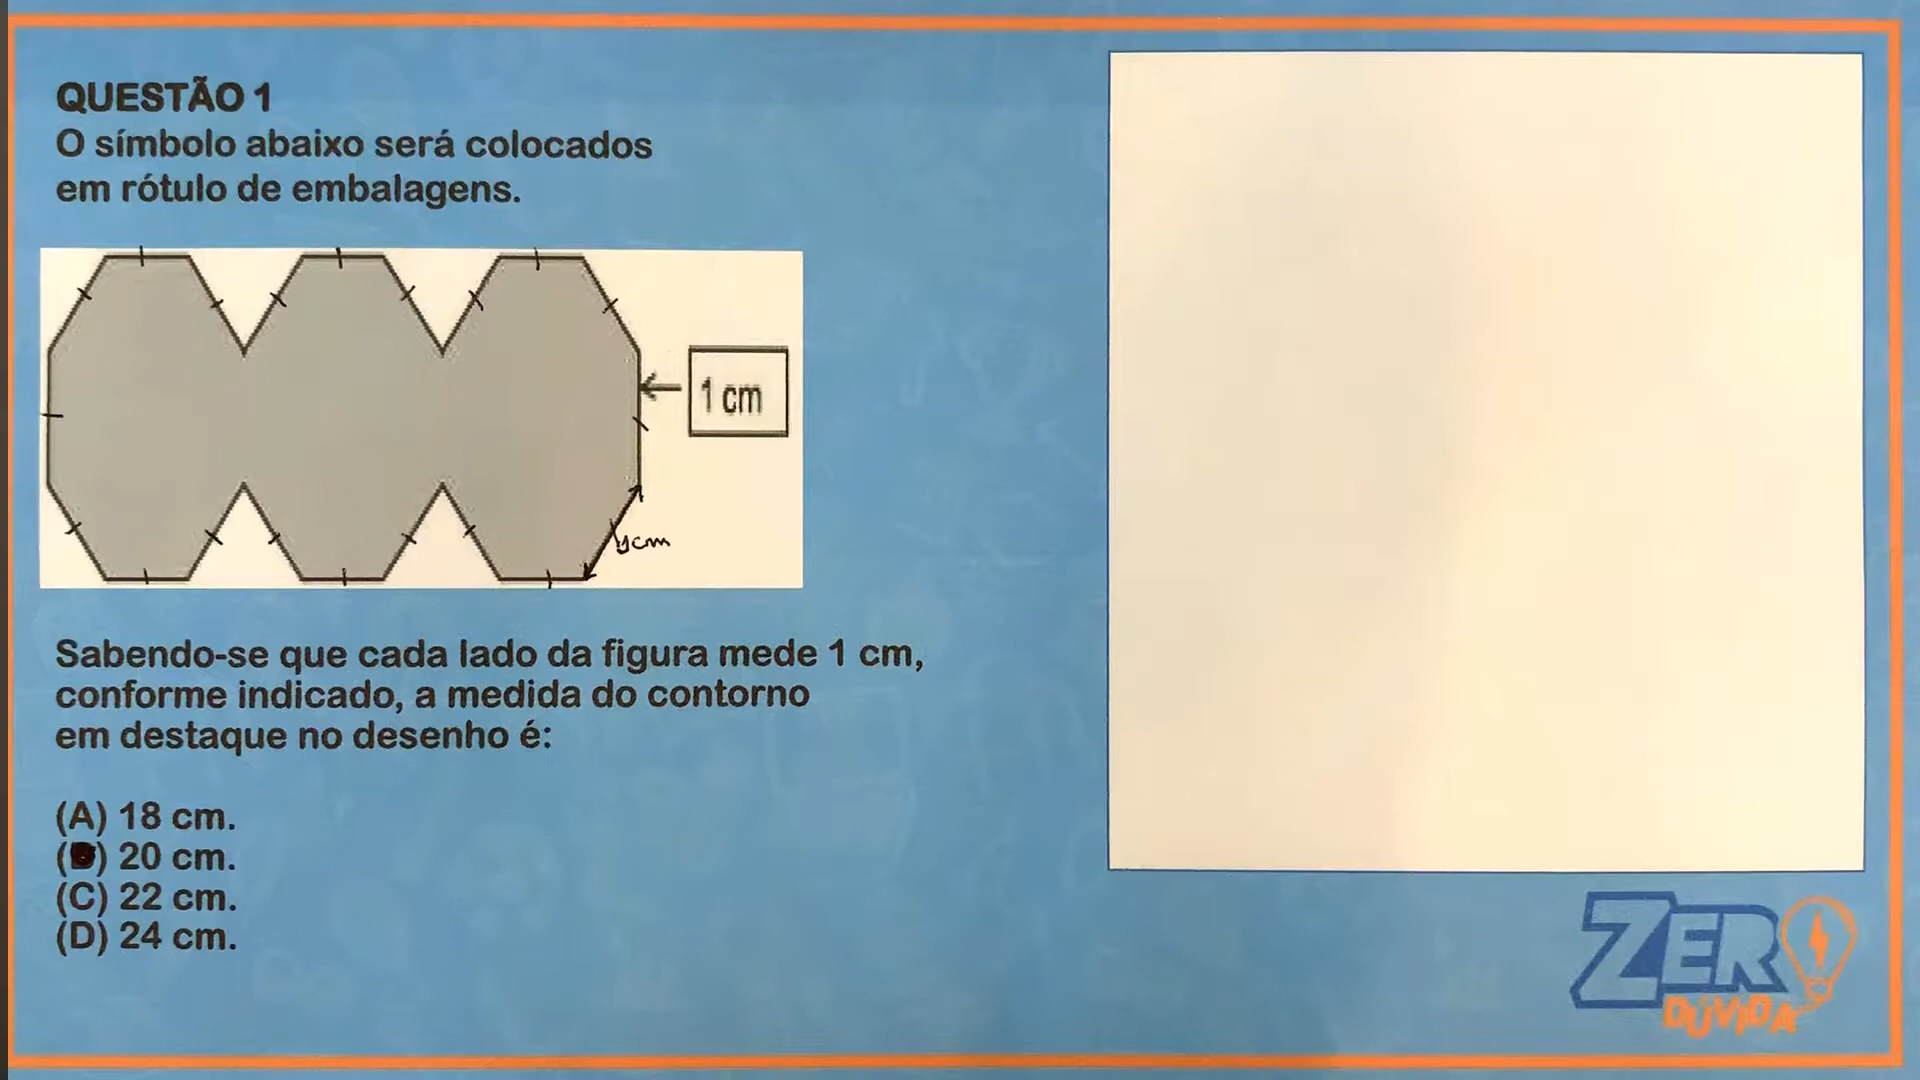 QUESTÃO 1
O símbolo abaixo será colocados
em rótulo de embalagens.
1 cm
1cm
Sabendo-se que cada lado da figura mede 1 cm,
conforme indicado, a medida do contorno
em destaque no desenho é:
(A) 18 cm.
(B) 20 cm.
(C) 22 cm.
(D) 24 cm.
ZERO
DÚVIDA